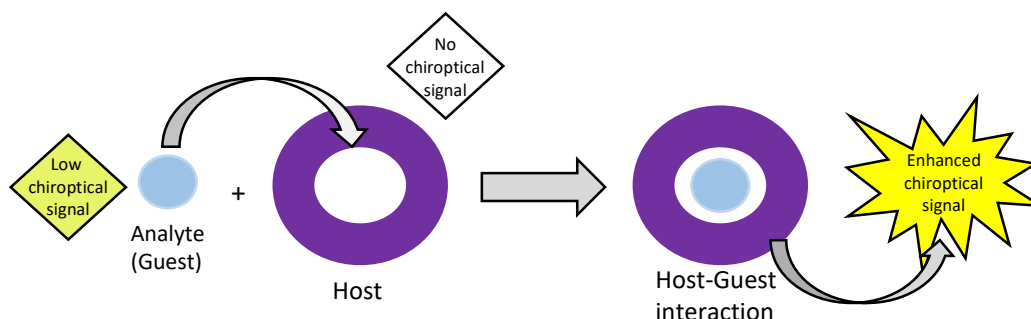 No
chiroptical
signal
Low
chiroptical
signal
+
Analyte
(Guest)
Host
Host-Guest
interaction
Enhanced
chiroptical
signal